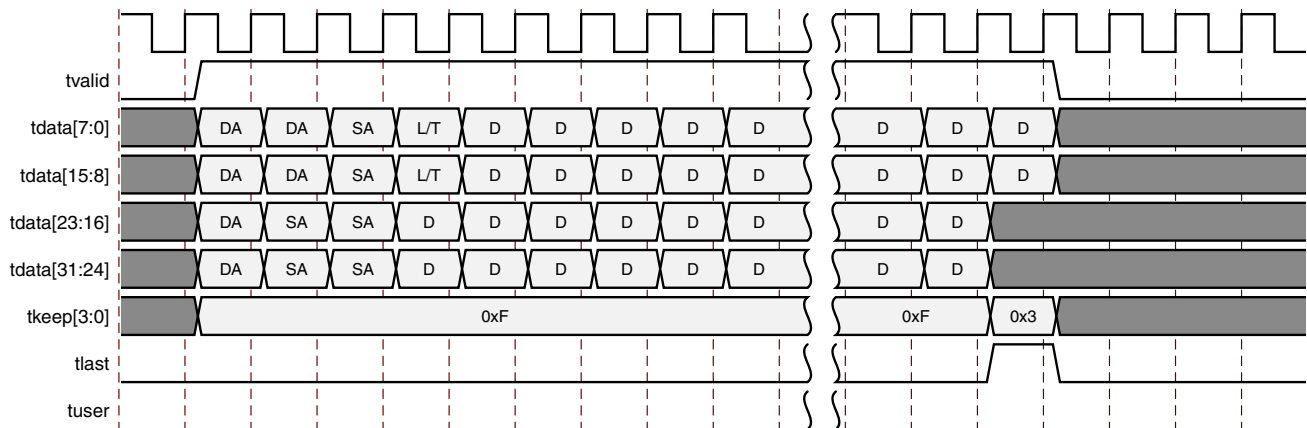 tvalid
tdata[7:0] DA DA SA L/T D D D D D D D D
tdata[15:8] DA DA SA L/T D D D D D D D D
tdata[23:16] DA SA SA D D D D D D D D
tdata[31:24] DA SA SA D D D D D D D D
tkeep[3:0] 0xF 0xF 0x3
tlast
tuser